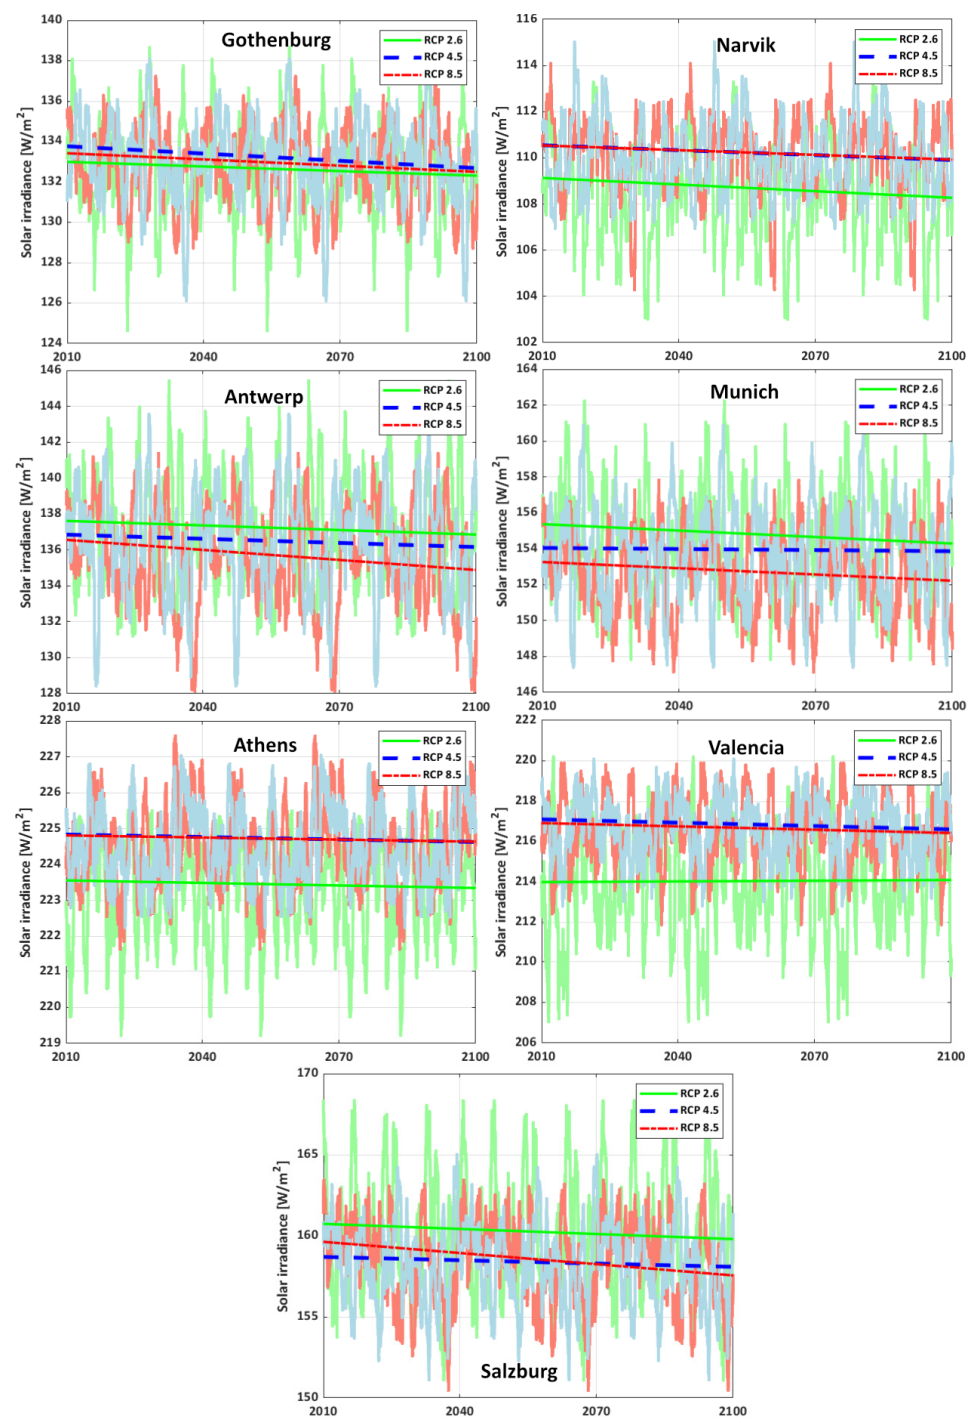 Gothenburg
RCP 2.6
RCP 4.5
RCP 8.5
Solar irradiance [W/m²]
140
138
136
134
132
130
128
126
124
2010
2040
2070
2100
Narvik
RCP 2.6
RCP 4.5
RCP 8.5
Solar irradiance [W/m²]
116
114
112
110
108
106
104
102
2010
2040
2070
2100
Antwerp
RCP 2.6
RCP 4.5
RCP 8.5
Solar irradiance [W/m²]
146
144
142
140
138
136
134
132
130
128
2010
2040
2070
2100
Munich
RCP 2.6
RCP 4.5
RCP 8.5
Solar irradiance [W/m²]
164
162
160
158
156
154
152
150
148
146
2010
2040
2070
2100
Athens
RCP 2.6
RCP 4.5
RCP 8.5
Solar irradiance [W/m²]
228
227
226
225
224
223
222
221
220
219
2010
2040
2070
2100
Valencia
RCP 2.6
RCP 4.5
RCP 8.5
Solar irradiance [W/m²]
222
220
218
216
214
212
210
208
206
2010
2040
2070
2100
RCP 2.6
RCP 4.5
RCP 8.5
Solar irradiance [W/m²]
170
165
160
155
150
Salzburg
2010
2040
2070
2100